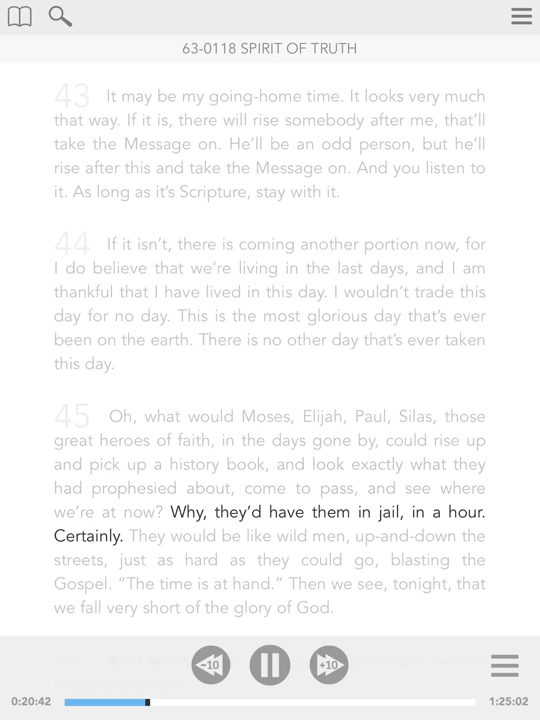 63-0118 SPIRIT OF TRUTH
43 It may be my going-home time. It looks very much
that way. If it is, there will rise somebody after me, that’ll
take the Message on. He’ll be an odd person, but he’ll
rise after this and take the Message on. And you listen to
it. As long as it’s Scripture, stay with it.
44 If it isn’t, there is coming another portion now, for
I do believe that we’re living in the last days, and I am
thankful that I have lived in this day. I wouldn’t trade this
day for no day. This is the most glorious day that’s ever
been on the earth. There is no other day that’s ever taken
this day.
45 Oh, what would Moses, Elijah, Paul, Silas, those
great heroes of faith, in the days gone by, could rise up
and pick up a history book, and look exactly what they
had prophesied about, come to pass, and see where
we’re at now? Why, they’d have them in jail, in a hour.
Certainly. They would be like wild men, up-and-down the
streets, just as hard as they could go, blasting the
Gospel. “The time is at hand.” Then we see, tonight, that
we fall very short of the glory of God.
-10 +10
0:20:42 1:25:02